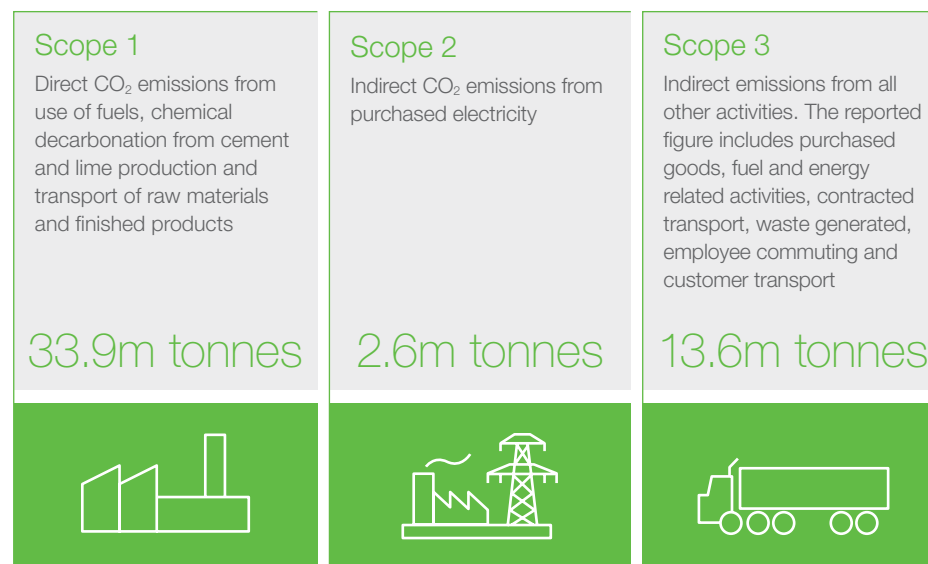 Scope 1
Direct CO₂ emissions from
use of fuels, chemical
decarbonation from cement
and lime production and
transport of raw materials
and finished products
33.9m tonnes
Scope 2
Indirect CO₂ emissions from
purchased electricity
2.6m tonnes
Scope 3
Indirect emissions from all
other activities. The reported
figure includes purchased
goods, fuel and energy
related activities, contracted
transport, waste generated,
employee commuting and
customer transport
13.6m tonnes